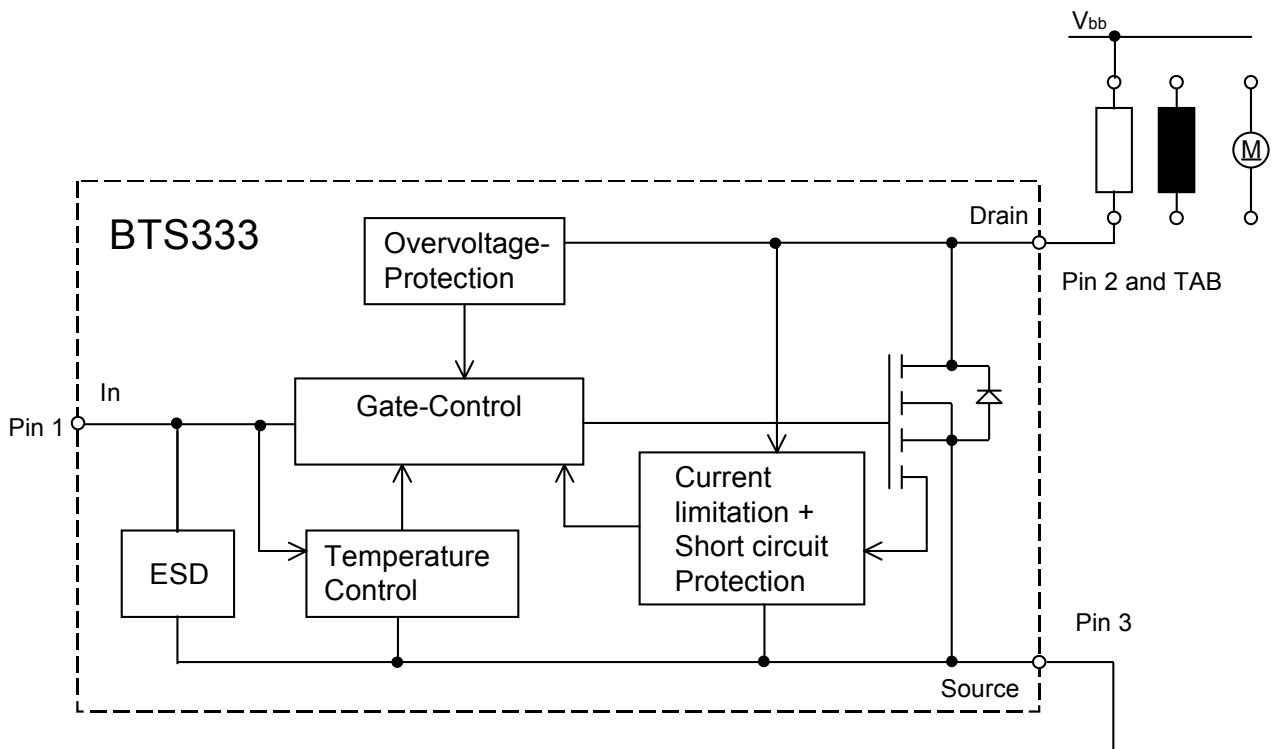 Vbb
M
BTS333
Drain
Overvoltage-
Protection
Pin 2 and TAB
In
Gate-Control
Pin 1
Current
limitation +
Short circuit
Protection
ESD
Temperature
Control
Pin 3
Source